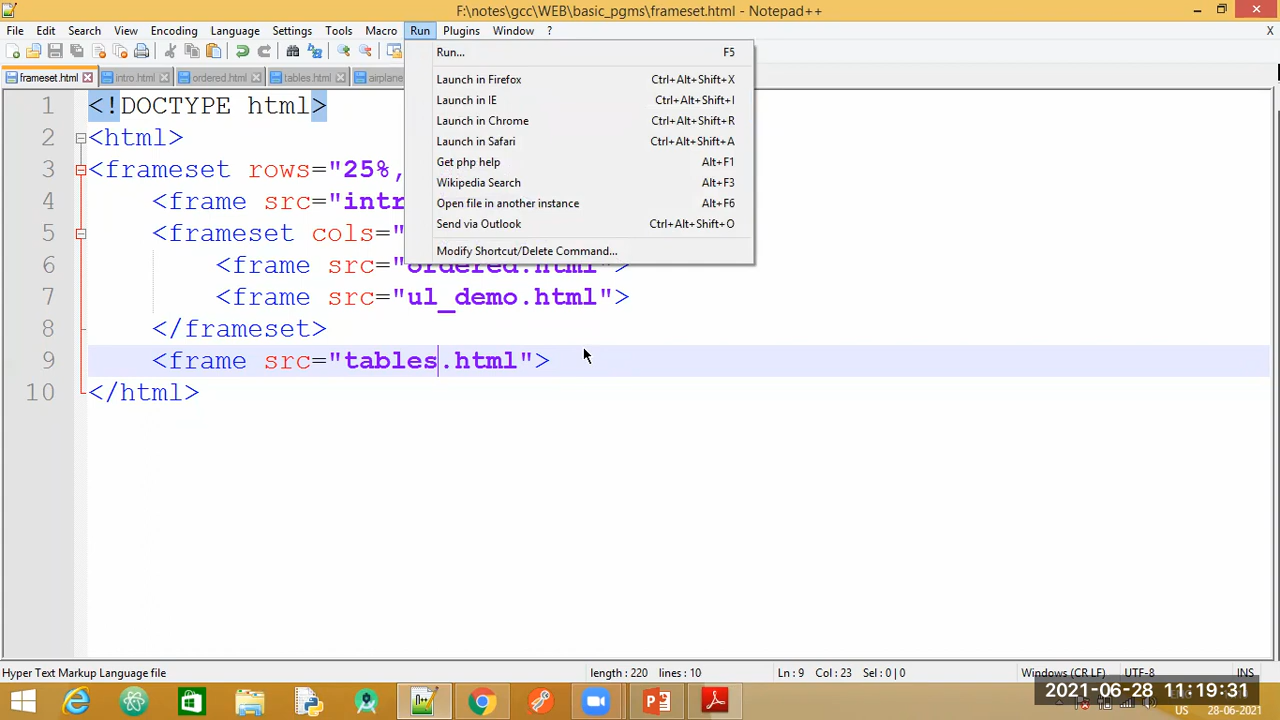 F:\notes\gcc\WEB\basic_pgms\frameset.html - Notepad++
File Edit Search View Encoding Language Settings Tools Macro Run Plugins Window ? X
frameset.html intro.html ordered.html tables.html airplane
Run... F5
Launch in Firefox Ctrl+Alt+Shift+X
Launch in IE Ctrl+Alt+Shift+I
Launch in Chrome Ctrl+Alt+Shift+R
Launch in Safari Ctrl+Alt+Shift+A
Get php help Alt+F1
Wikipedia Search Alt+F3
Open file in another instance Alt+F6
Send via Outlook Ctrl+Alt+Shift+O
Modify Shortcut/Delete Command...
1 <!DOCTYPE html>
2 <html>
3 <frameset rows="25%,
4 <frame src="intr
5 <frameset cols="
6 <frame src="ordered.html">
7 <frame src="ul_demo.html">
8 </frameset>
9 <frame src="tables.html">
10 </html>
Hyper Text Markup Language file length : 220 lines : 10 Ln : 9 Col : 23 Sel : 0 | 0 Windows (CR LF) UTF-8 INS
2021-06-28 11:19:31
US 28-06-2021